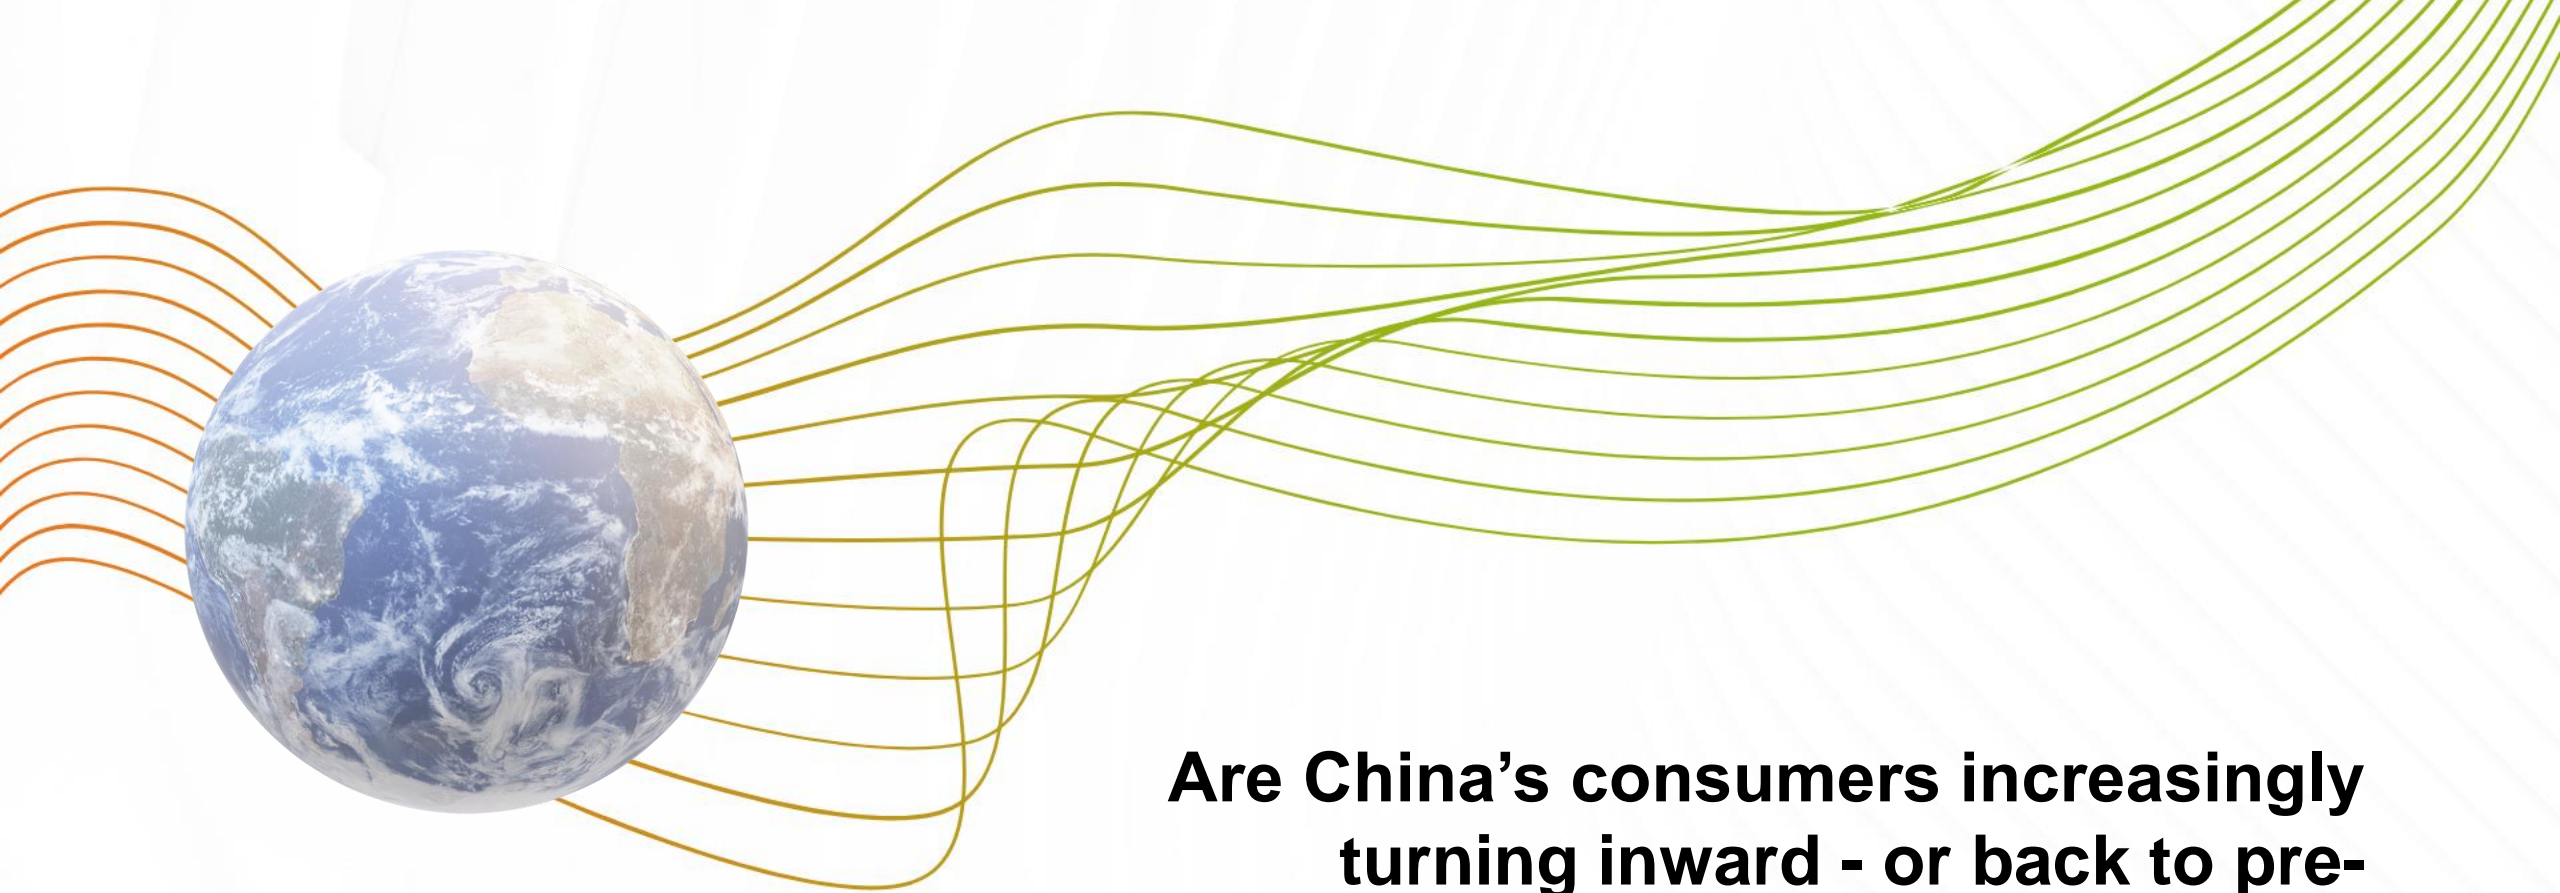 Are China’s consumers increasingly
turning inward - or back to pre-